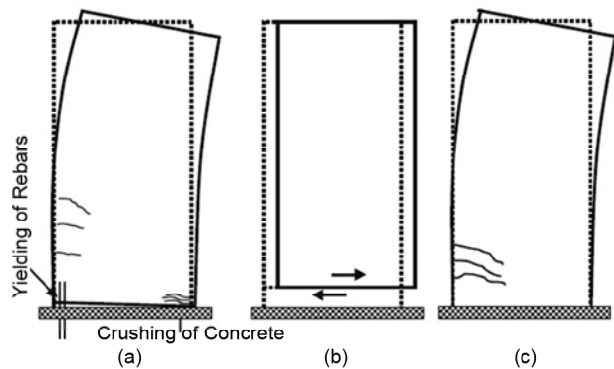 Yielding of Rebars
Crushing of Concrete
(a)
(b)
(c)